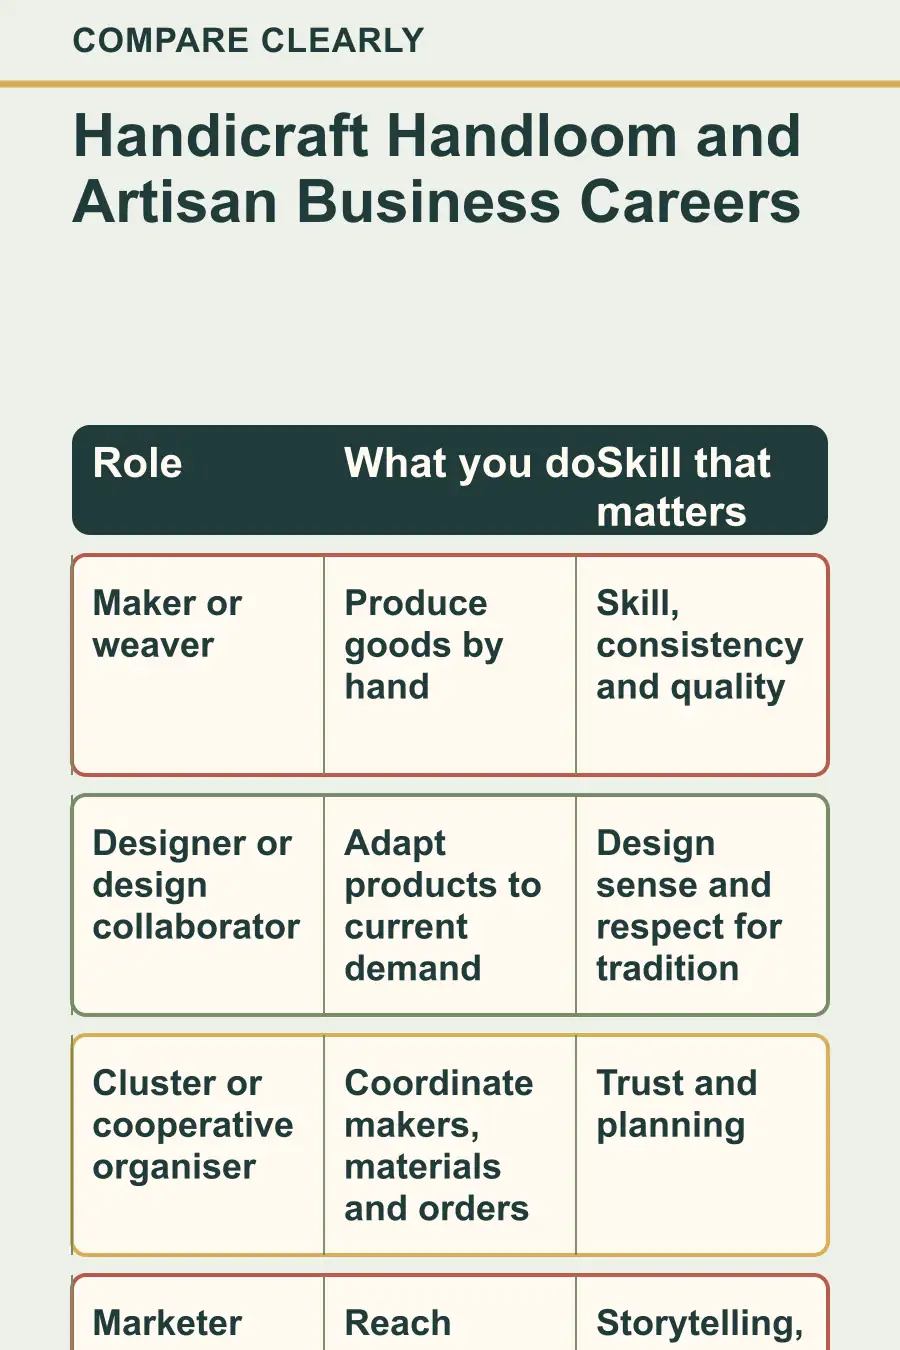 COMPARE CLEARLY
Handicraft Handloom and
Artisan Business Careers
Role
What you do
Skill that
matters
Maker or
weaver
Produce
goods by
hand
Skill,
consistency
and quality
Designer or
design
collaborator
Adapt
products to
current
demand
Design
sense and
respect for
tradition
Cluster or
cooperative
organiser
Coordinate
makers,
materials
and orders
Trust and
planning
Marketer
Reach
Storytelling,